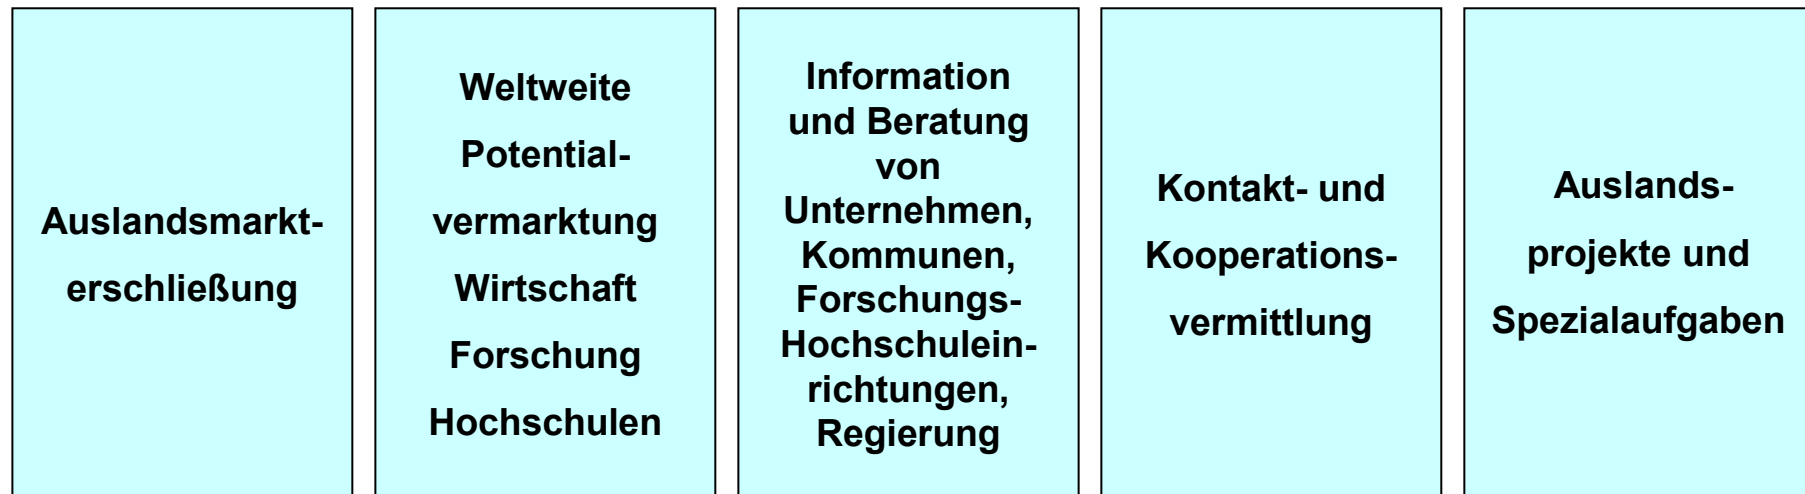 Auslandsmarkt-
erschließung
Weltweite
Potential-
vermarktung
Wirtschaft
Forschung
Hochschulen
Information
und Beratung
von
Unternehmen,
Kommunen,
Forschungs-
Hochschulein-
richtungen,
Regierung
Kontakt- und
Kooperations-
vermittlung
Auslands-
projekte und
Spezialaufgaben